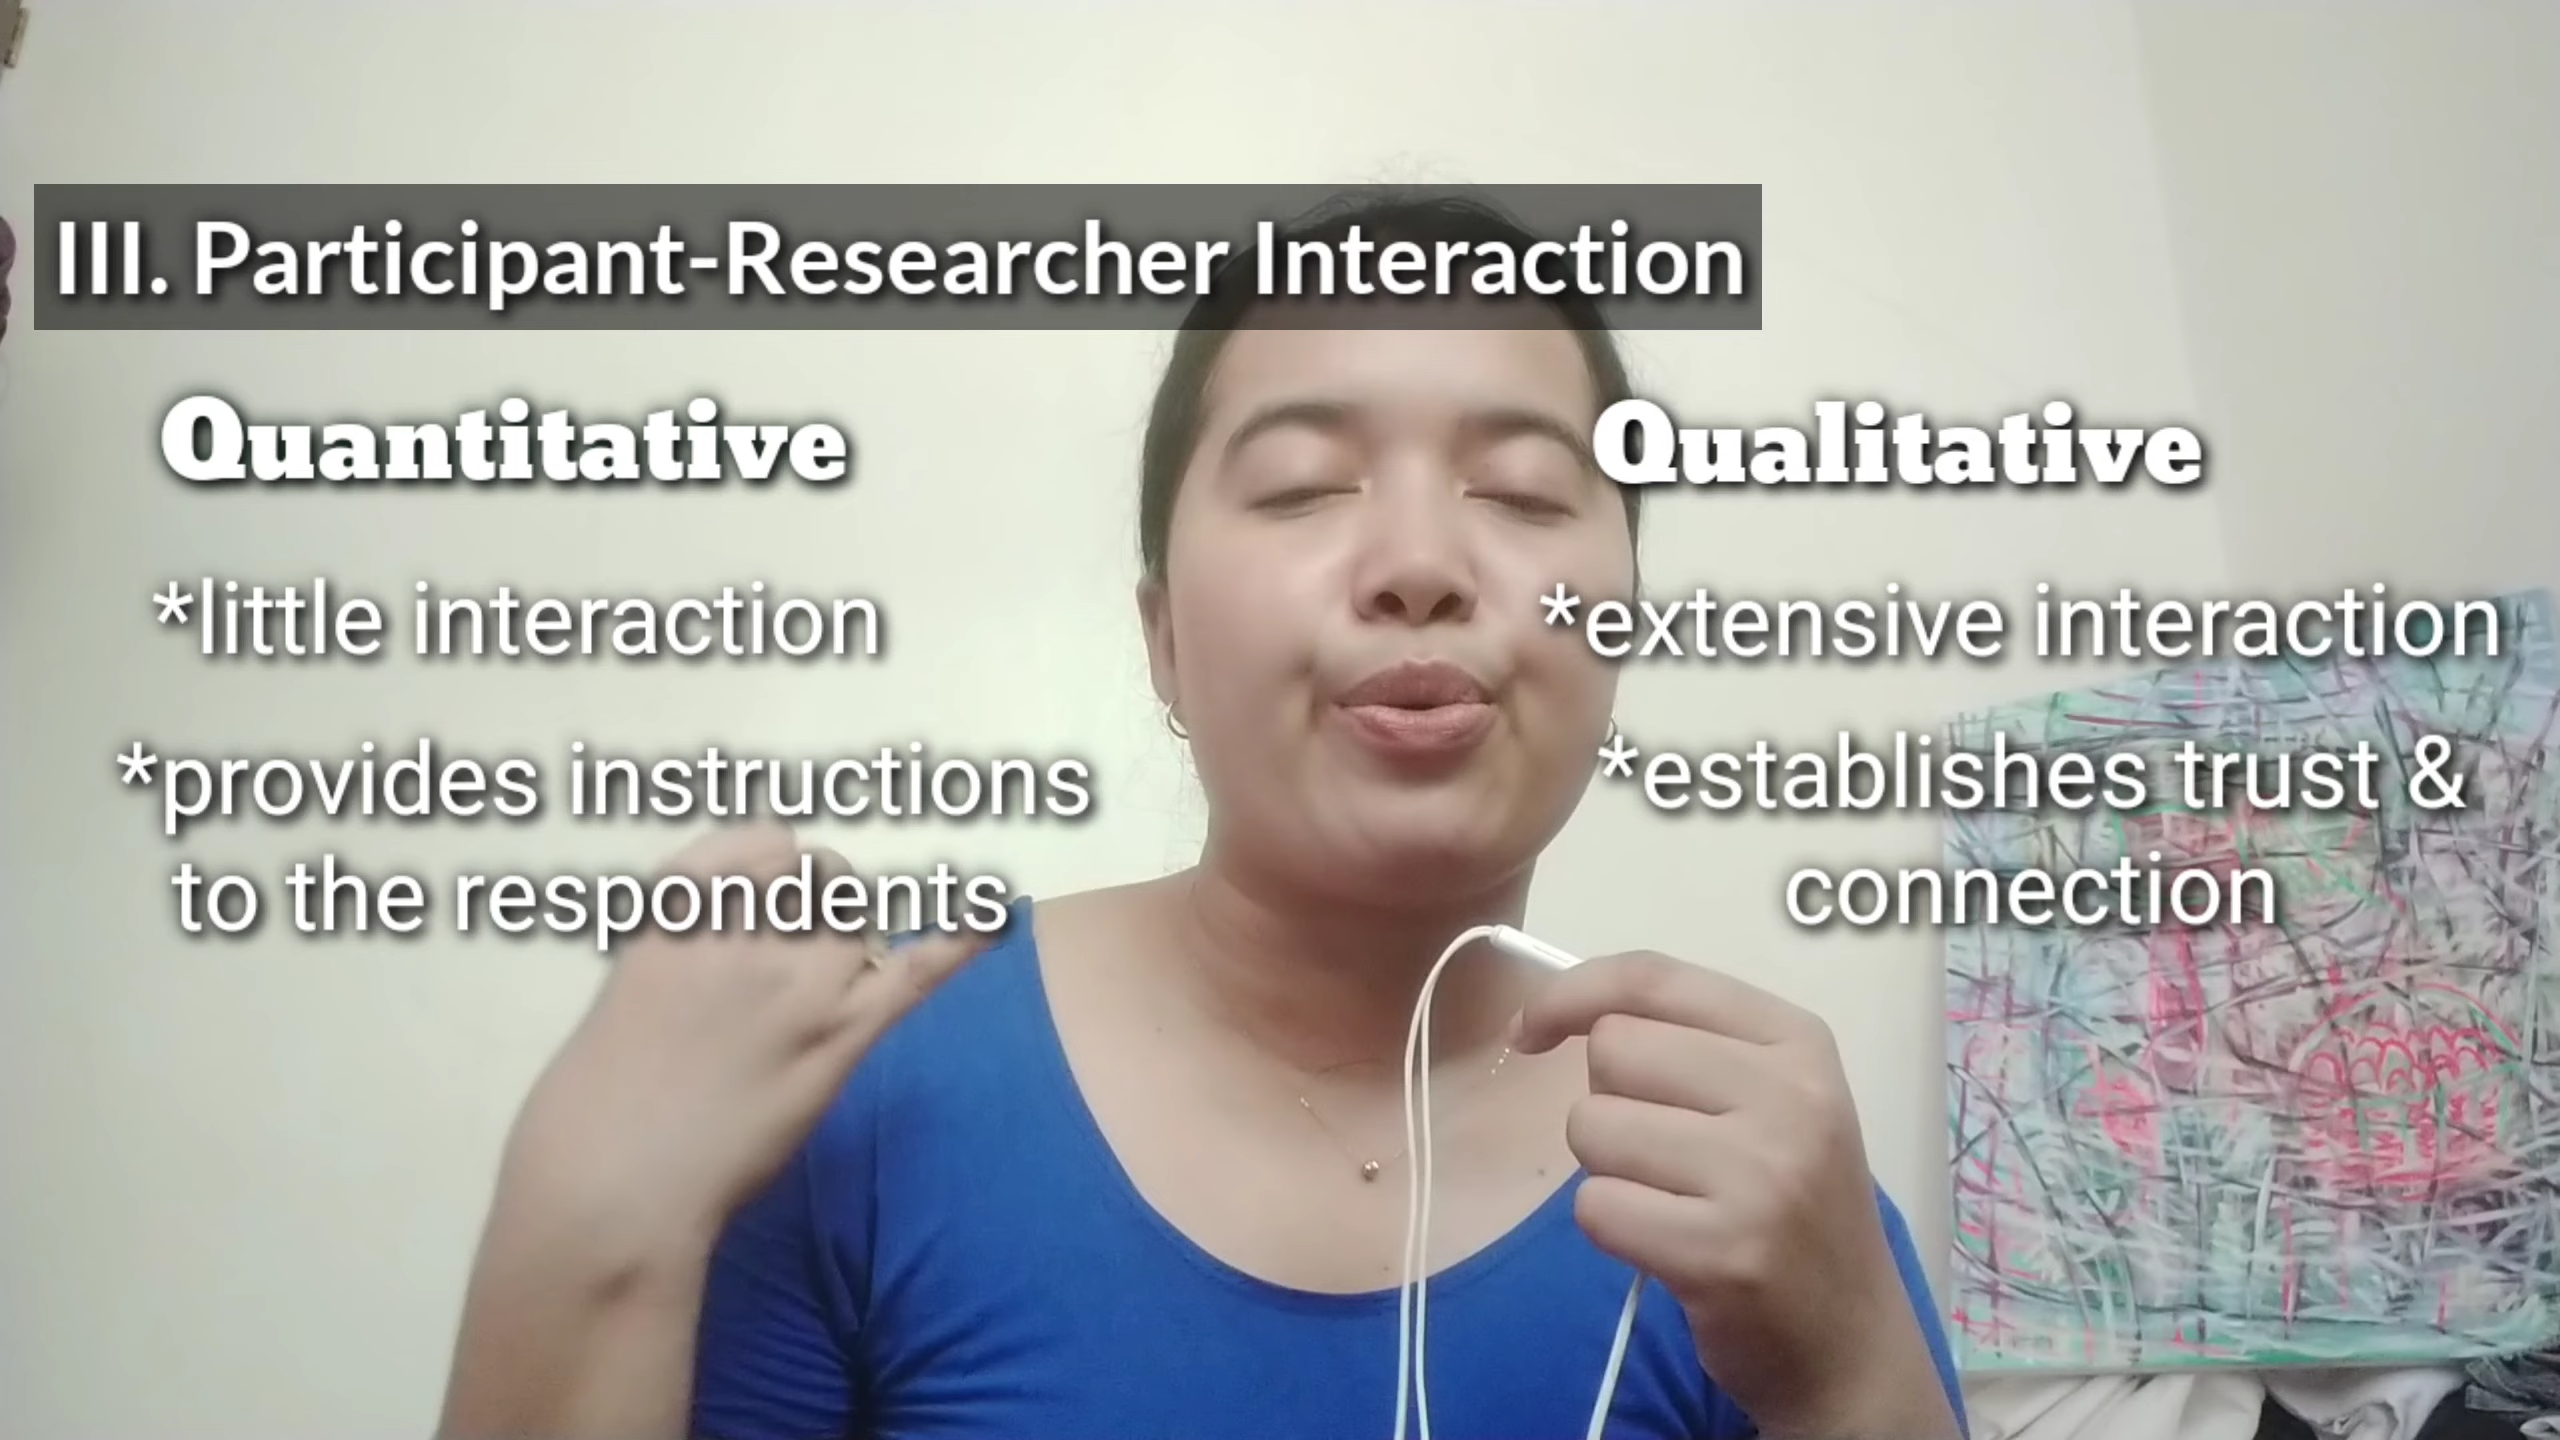 III. Participant-Researcher Interaction
Quantitative
*little interaction
*provides instructions
to the respondents
Qualitative
*extensive interaction
*establishes trust &
connection